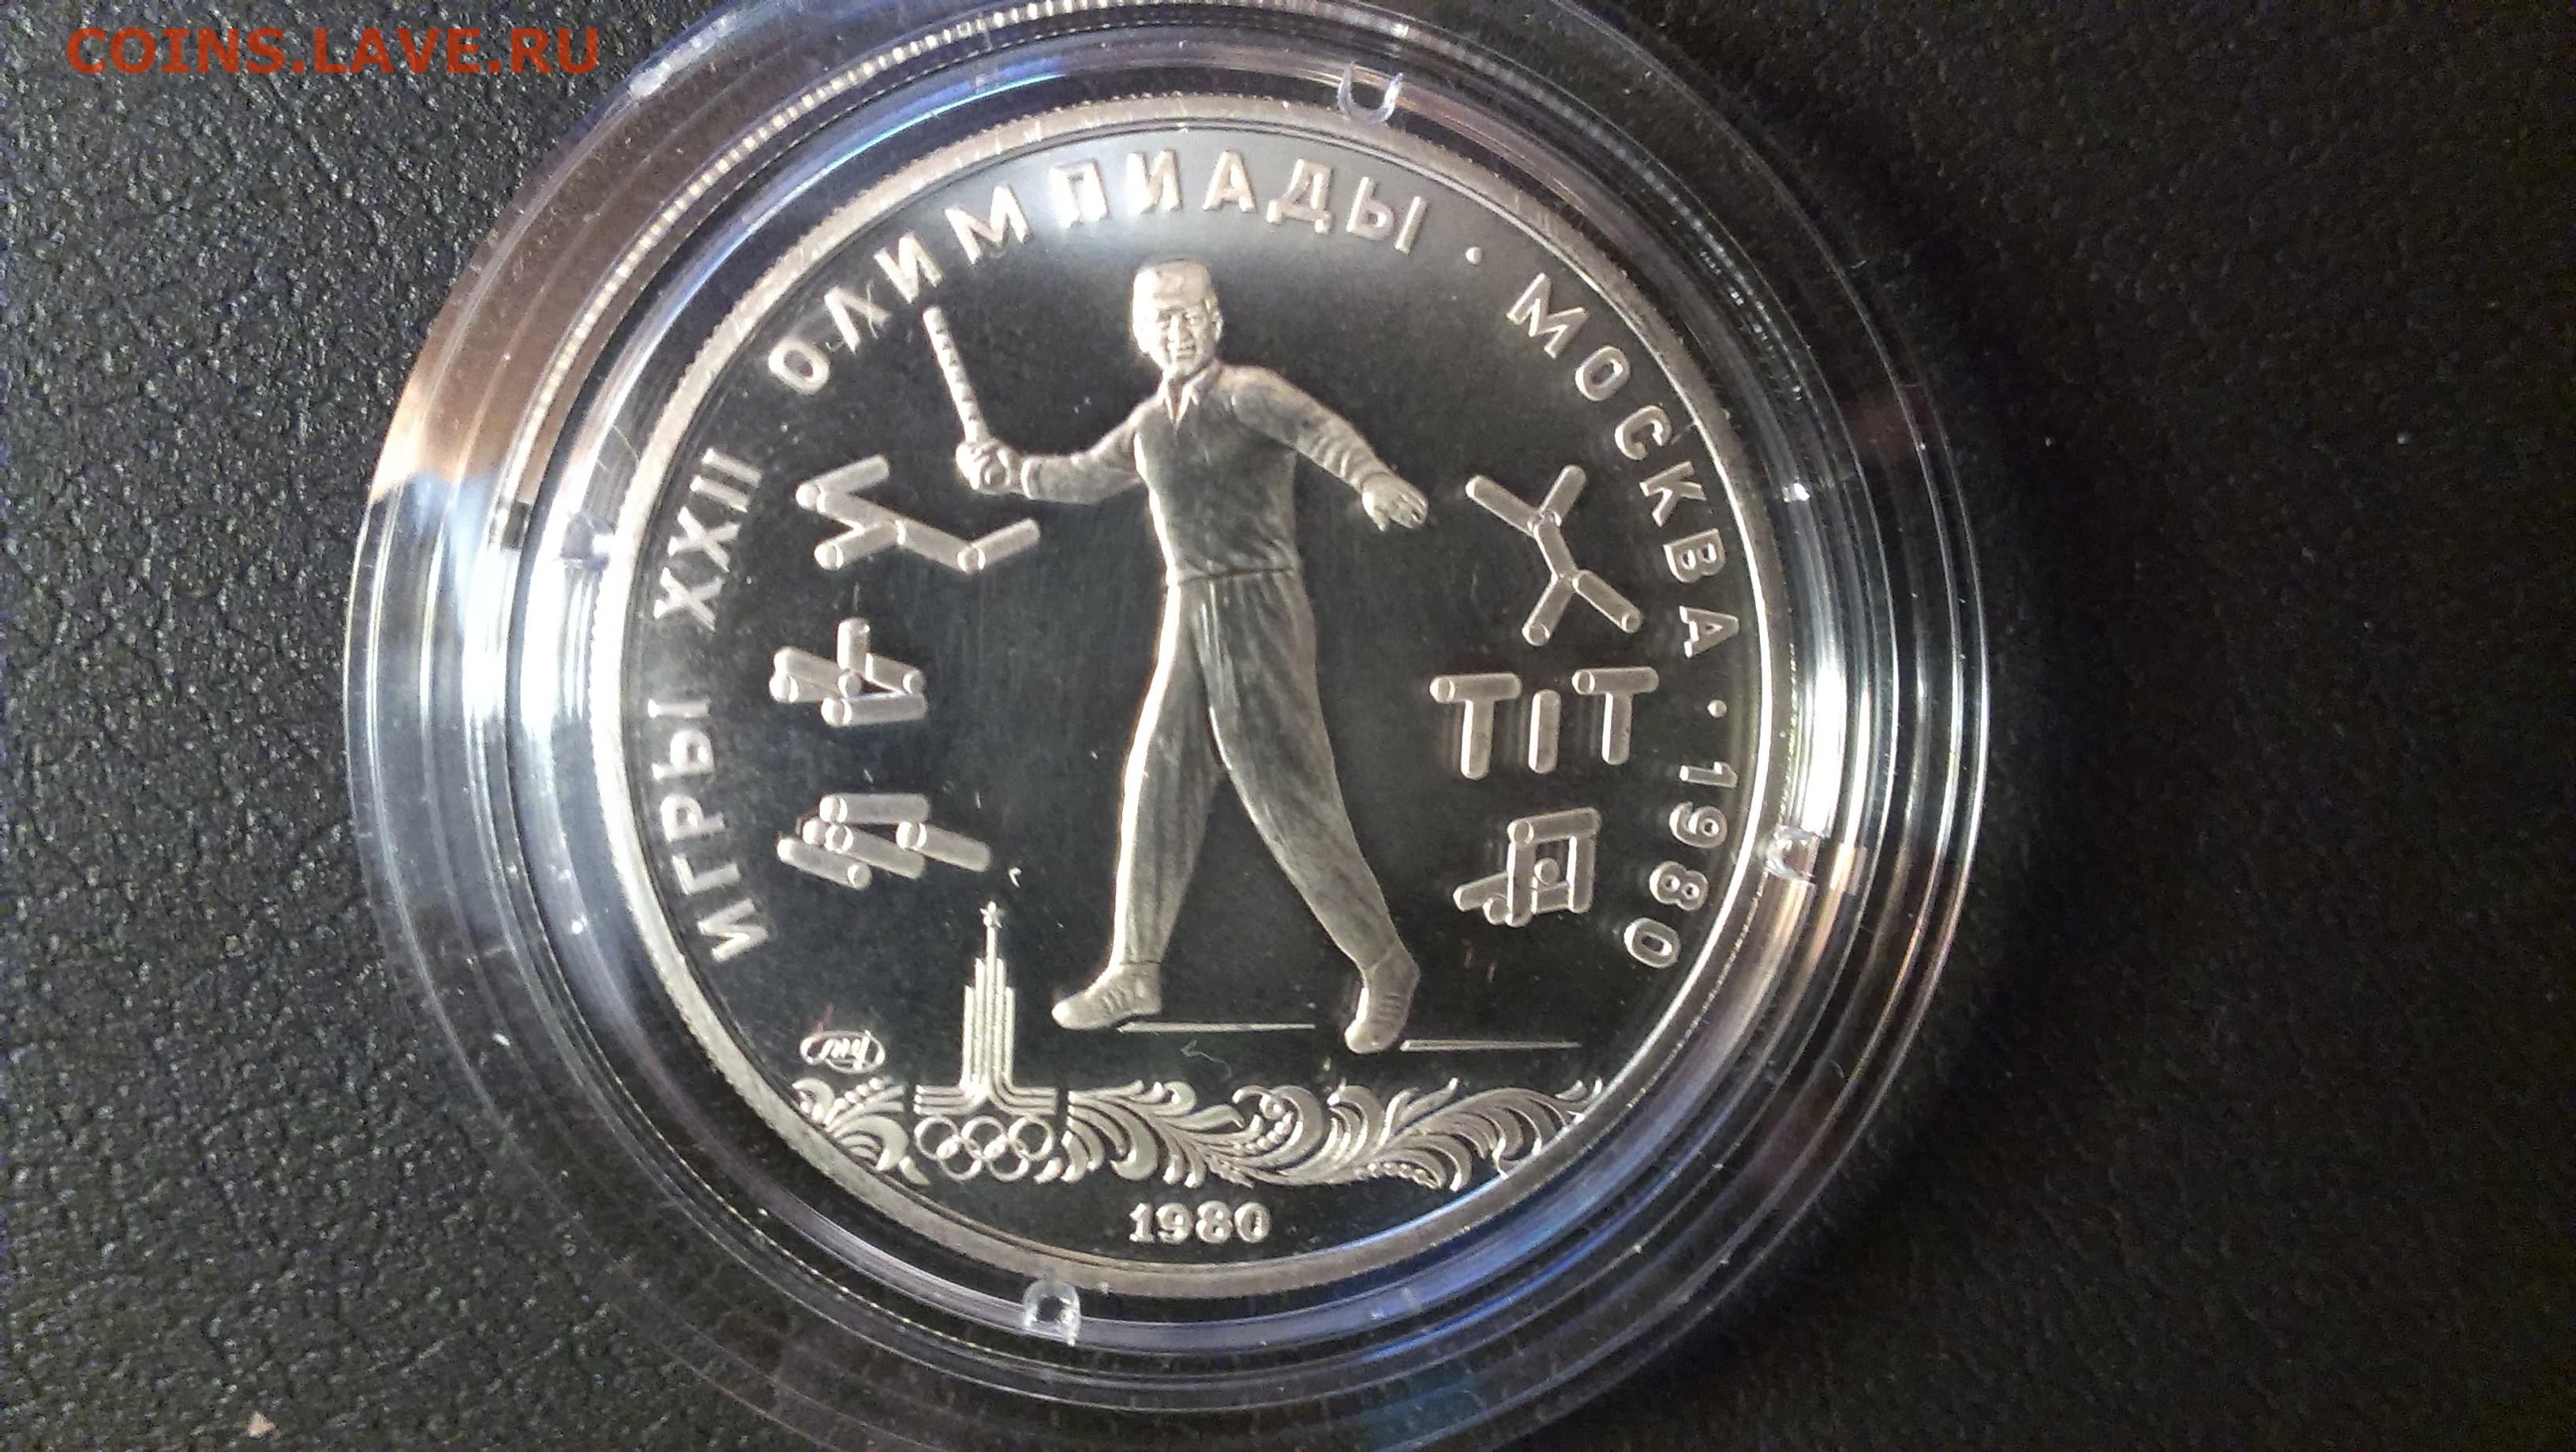 COINS.LAVE.RU
ИГРЫ XXII ОЛИМПИАДЫ · МОСКВА · 1980
1980